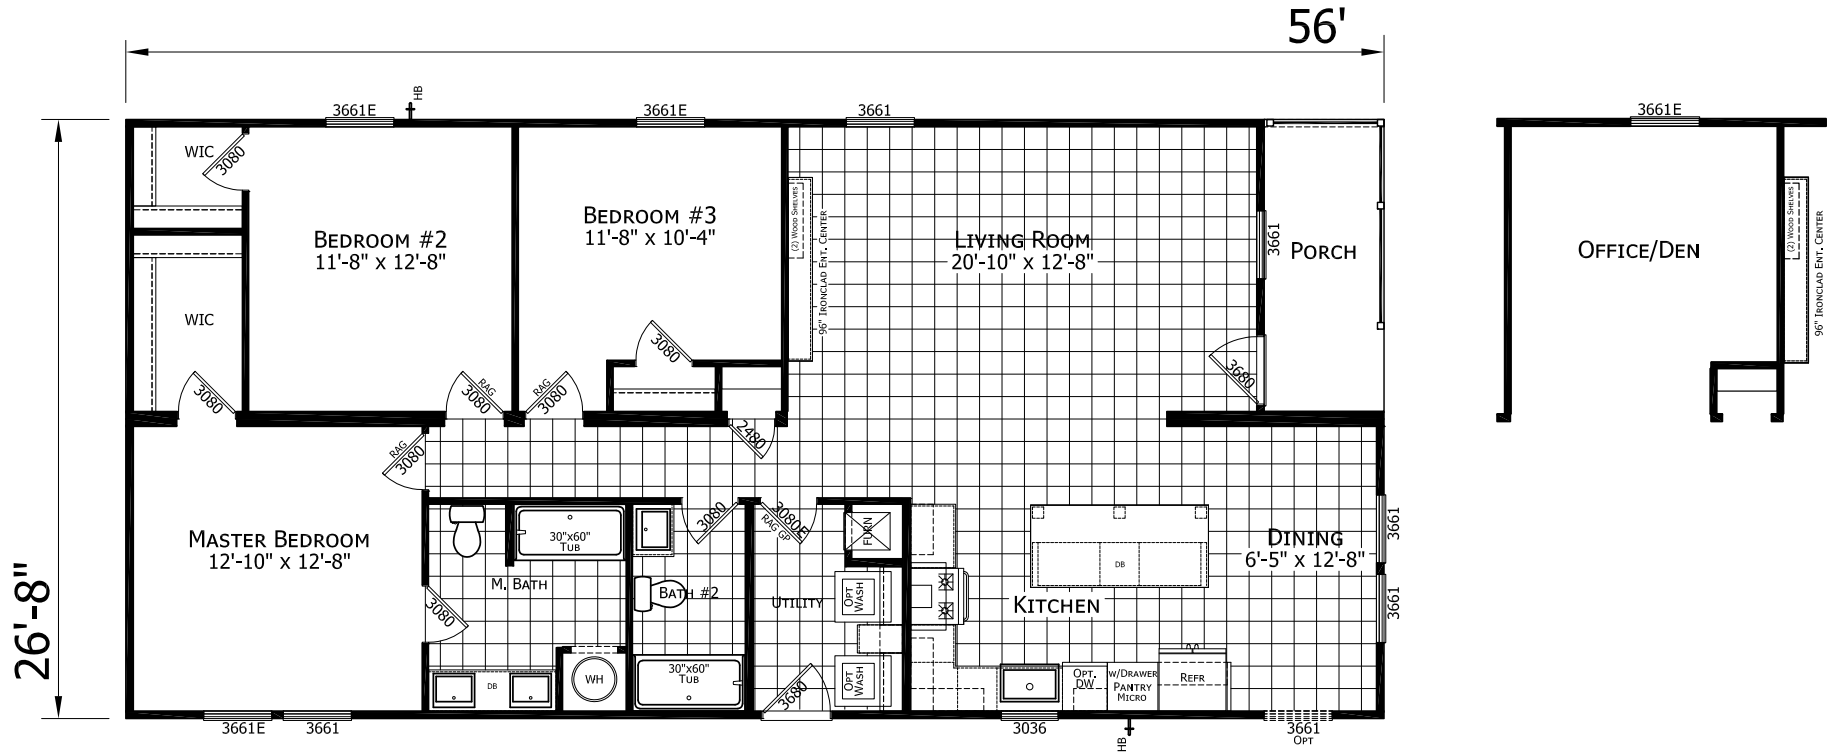 56'
HB
3661E
3661E
3661
3661E
WIC
3080
BEDROOM #2
11'-8" X 12'-8"
BEDROOM #3
11'-8" X 10'-4"
(2) WOOD SHELVES
96" IRONCLAD ENT. CENTER
LIVING ROOM
20'-10" X 12'-8"
3661
PORCH
OFFICE/DEN
(2) WOOD SHELVES
96" IRONCLAD ENT. CENTER
WIC
3080
3080
RAG
3080
RAG
3080
3680
2480
RAG
3080
MASTER BEDROOM
12'-10" X 12'-8"
26'-8"
30"x60"
TUB
M. BATH
3080
3080
3080E
RAG GP
FURN
BATH #2
UTILITY
OPT
WASH
KITCHEN
DB
DINING
6'-5" X 12'-8"
3661
3661
DB
WH
30"x60"
TUB
3680
OPT
WASH
OPT.
DW
W/DRAWER
PANTRY
MICRO
REFR
3661E
3661
3036
HB
3661
OPT